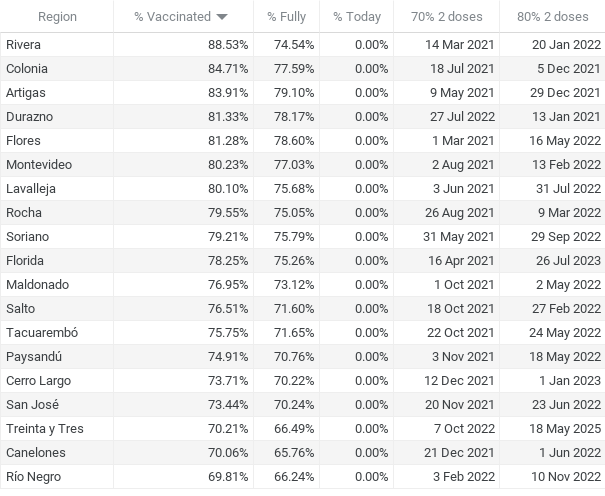 Region % Vaccinated % Fully % Today 70% 2 doses 80% 2 doses
Rivera 88.53% 74.54% 0.00% 14 Mar 2021 20 Jan 2022
Colonia 84.71% 77.59% 0.00% 18 Jul 2021 5 Dec 2021
Artigas 83.91% 79.10% 0.00% 9 May 2021 29 Dec 2021
Durazno 81.33% 78.17% 0.00% 27 Jul 2022 13 Jan 2021
Flores 81.28% 78.60% 0.00% 1 Mar 2021 16 May 2022
Montevideo 80.23% 77.03% 0.00% 2 Aug 2021 13 Feb 2022
Lavalleja 80.10% 75.68% 0.00% 3 Jun 2021 31 Jul 2022
Rocha 79.55% 75.05% 0.00% 26 Aug 2021 9 Mar 2022
Soriano 79.21% 75.79% 0.00% 31 May 2021 29 Sep 2022
Florida 78.25% 75.26% 0.00% 16 Apr 2021 26 Jul 2023
Maldonado 76.95% 73.12% 0.00% 1 Oct 2021 2 May 2022
Salto 76.51% 71.60% 0.00% 18 Oct 2021 27 Feb 2022
Tacuarembó 75.75% 71.65% 0.00% 22 Oct 2021 24 May 2022
Paysandú 74.91% 70.76% 0.00% 3 Nov 2021 18 May 2022
Cerro Largo 73.71% 70.22% 0.00% 12 Dec 2021 1 Jan 2023
San José 73.44% 70.24% 0.00% 20 Nov 2021 23 Jun 2022
Treinta y Tres 70.21% 66.49% 0.00% 7 Oct 2022 18 May 2025
Canelones 70.06% 65.76% 0.00% 21 Dec 2021 1 Jun 2022
Río Negro 69.81% 66.24% 0.00% 3 Feb 2022 10 Nov 2022